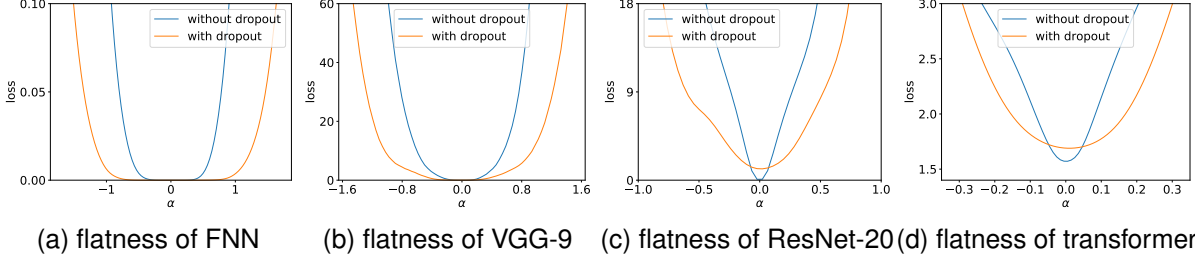 0.10
0.05
0.00
loss
without dropout
with dropout
−1
0
1
α
(a) flatness of FNN
60
40
20
0
loss
without dropout
with dropout
−1.6
−0.8
0.0
0.8
1.6
α
(b) flatness of VGG-9
18
9
0
loss
without dropout
with dropout
−1.0
−0.5
0.0
0.5
1.0
α
(c) flatness of ResNet-20
3.0
2.5
2.0
1.5
loss
without dropout
with dropout
−0.3
−0.2
−0.1
0.0
0.1
0.2
0.3
α
(d) flatness of transformer